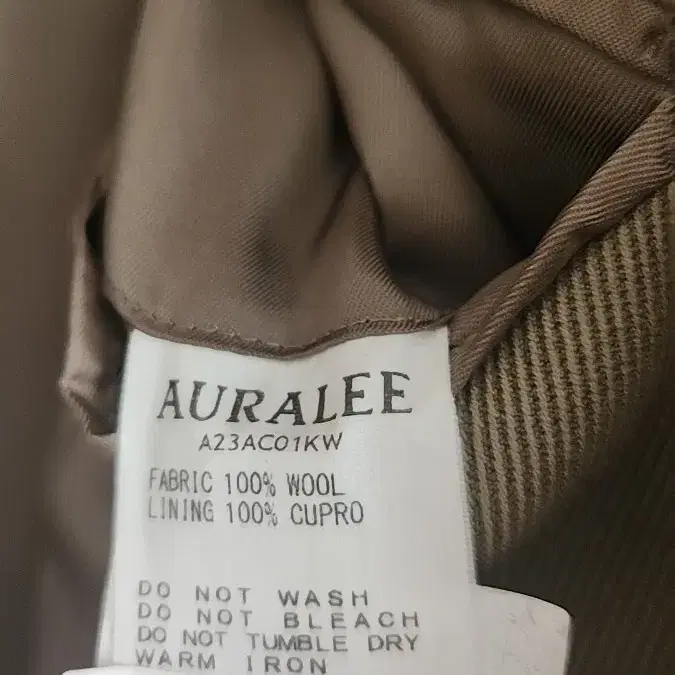 AURALEE
A23AC01KW
FABRIC 100% WOOL
LINING 100% CUPRO
DO NOT WASH
DO NOT BLEACH
DO NOT TUMBLE DRY
WARM IRON